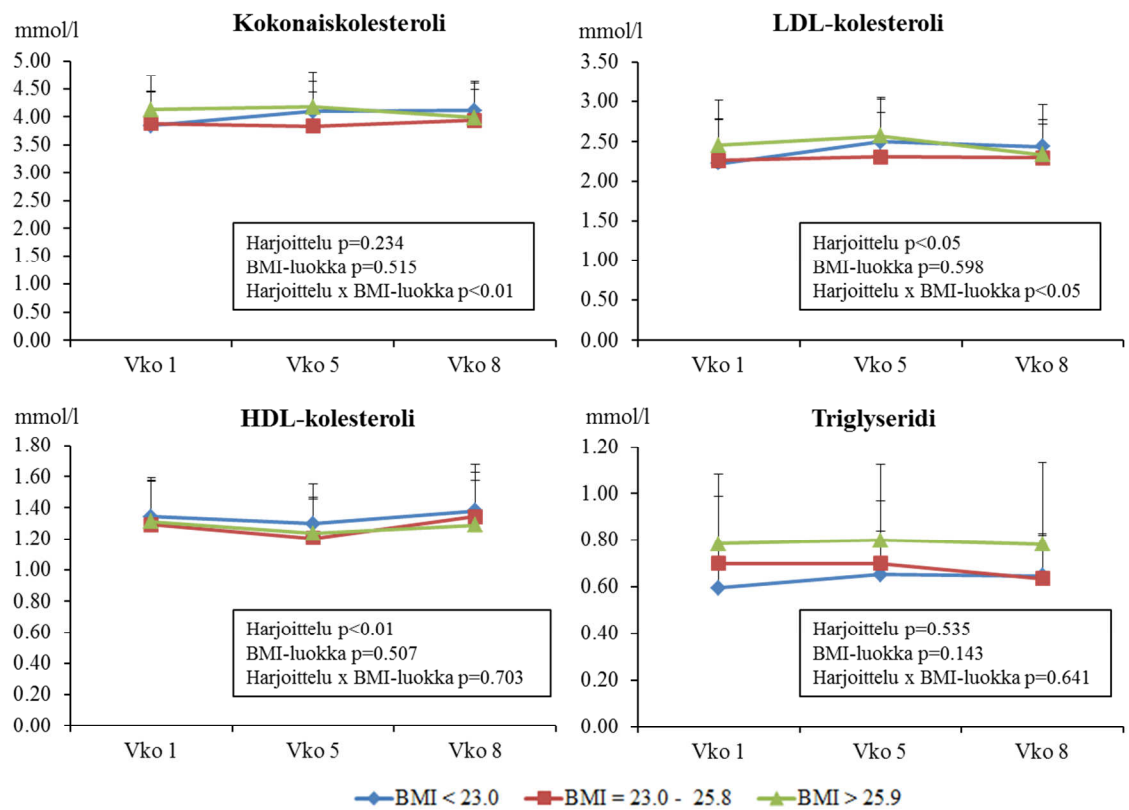 Kokonaiskolesteroli
mmol/l
5.00
4.50
4.00
3.50
3.00
2.50
2.00
1.50
1.00
0.50
0.00
Harjoittelu p=0.234
BMI-luokka p=0.515
Harjoittelu x BMI-luokka p<0.01
Vko 1 Vko 5 Vko 8
LDL-kolesteroli
mmol/l
3.50
3.00
2.50
2.00
1.50
1.00
0.50
0.00
Harjoittelu p<0.05
BMI-luokka p=0.598
Harjoittelu x BMI-luokka p<0.05
Vko 1 Vko 5 Vko 8
HDL-kolesteroli
mmol/l
1.80
1.60
1.40
1.20
1.00
0.80
0.60
0.40
0.20
0.00
Harjoittelu p<0.01
BMI-luokka p=0.507
Harjoittelu x BMI-luokka p=0.703
Vko 1 Vko 5 Vko 8
Triglyseridi
mmol/l
1.20
1.00
0.80
0.60
0.40
0.20
0.00
Harjoittelu p=0.535
BMI-luokka p=0.143
Harjoittelu x BMI-luokka p=0.641
Vko 1 Vko 5 Vko 8
BMI < 23.0 BMI = 23.0 - 25.8 BMI > 25.9